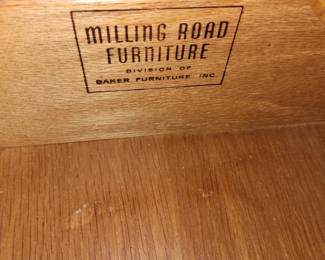 MILLING ROAD
FURNITURE
DIVISION OF
BAKER FURNITURE, INC.